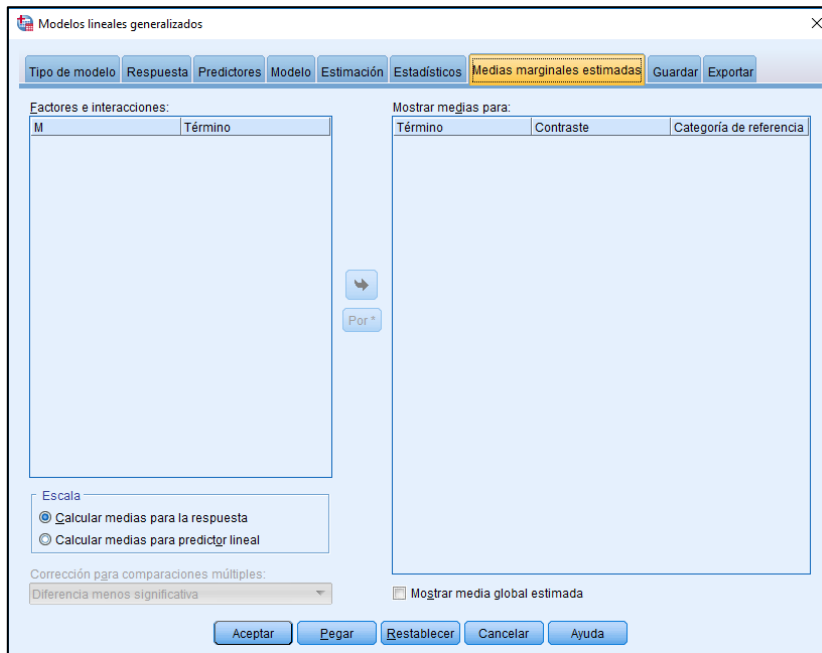 Modelos lineales generalizados
Tipo de modelo Respuesta Predictores Modelo Estimación Estadísticos Medias marginales estimadas Guardar Exportar
Factores e interacciones:
M Término
Mostrar medias para:
Término Contraste Categoría de referencia
Por *
Escala
Calcular medias para la respuesta
Calcular medias para predictor lineal
Corrección para comparaciones múltiples:
Diferencia menos significativa
Mostrar media global estimada
Aceptar Pegar Restablecer Cancelar Ayuda